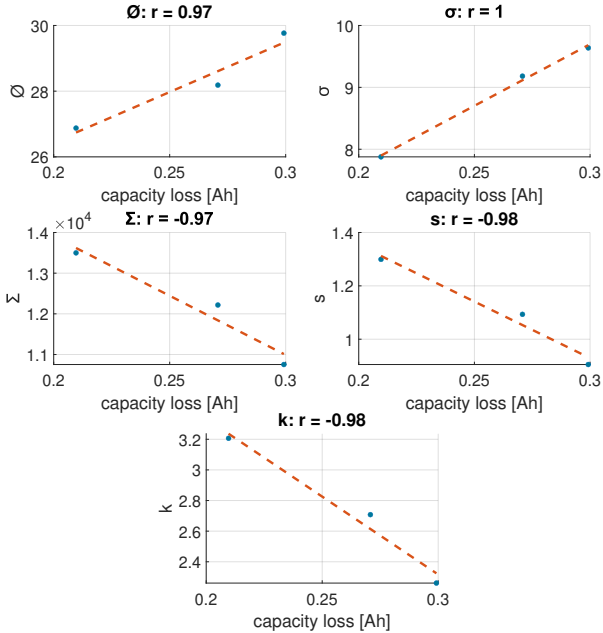 Ø: r = 0.97
30
28
26
Ø
0.2 0.25 0.3
capacity loss [Ah]
σ: r = 1
10
9
8
σ
0.2 0.25 0.3
capacity loss [Ah]
×10⁴
Σ: r = -0.97
1.4
1.3
1.2
1.1
Σ
0.2 0.25 0.3
capacity loss [Ah]
s: r = -0.98
1.4
1.2
1
s
0.2 0.25 0.3
capacity loss [Ah]
k: r = -0.98
3.2
3
2.8
2.6
2.4
k
0.2 0.25 0.3
capacity loss [Ah]